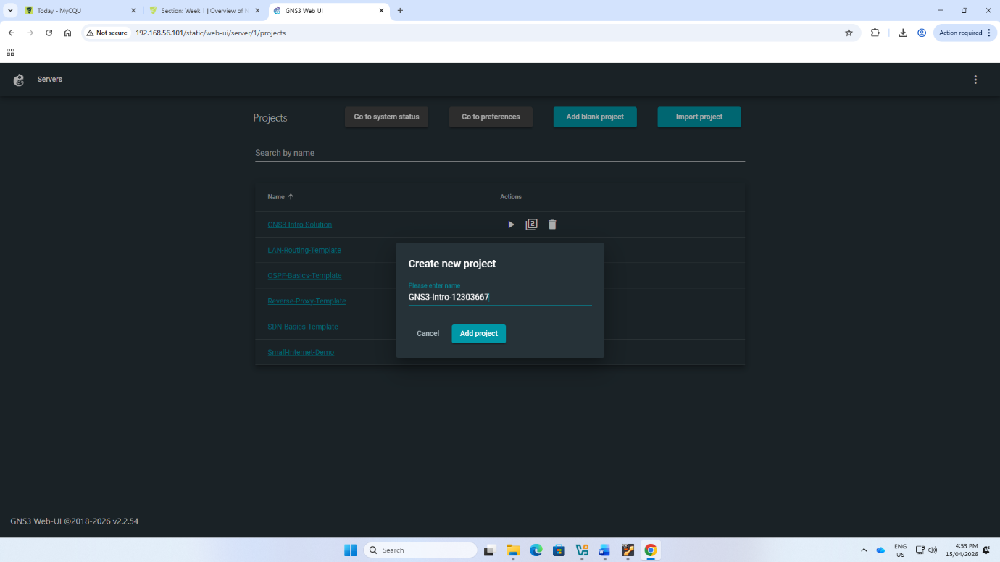 Today - MyCQU
Section: Week 1 | Overview of N
GNS3 Web UI
Not secure
192.168.56.101/static/web-ui/server/1/projects
Action required
Servers
Projects
Go to system status
Go to preferences
Add blank project
Import project
Search by name
Name
Actions
GNS3-Intro-Solution
2
LAN-Routing-Template
OSPF-Basics-Template
Reverse-Proxy-Template
SDN-Basics-Template
Small-Internet-Demo
Create new project
Please enter name
GNS3-Intro-12303667
Cancel
Add project
GNS3 Web-UI ©2018-2026 v2.2.54
Search
ENG
US
4:53 PM
15/04/2026